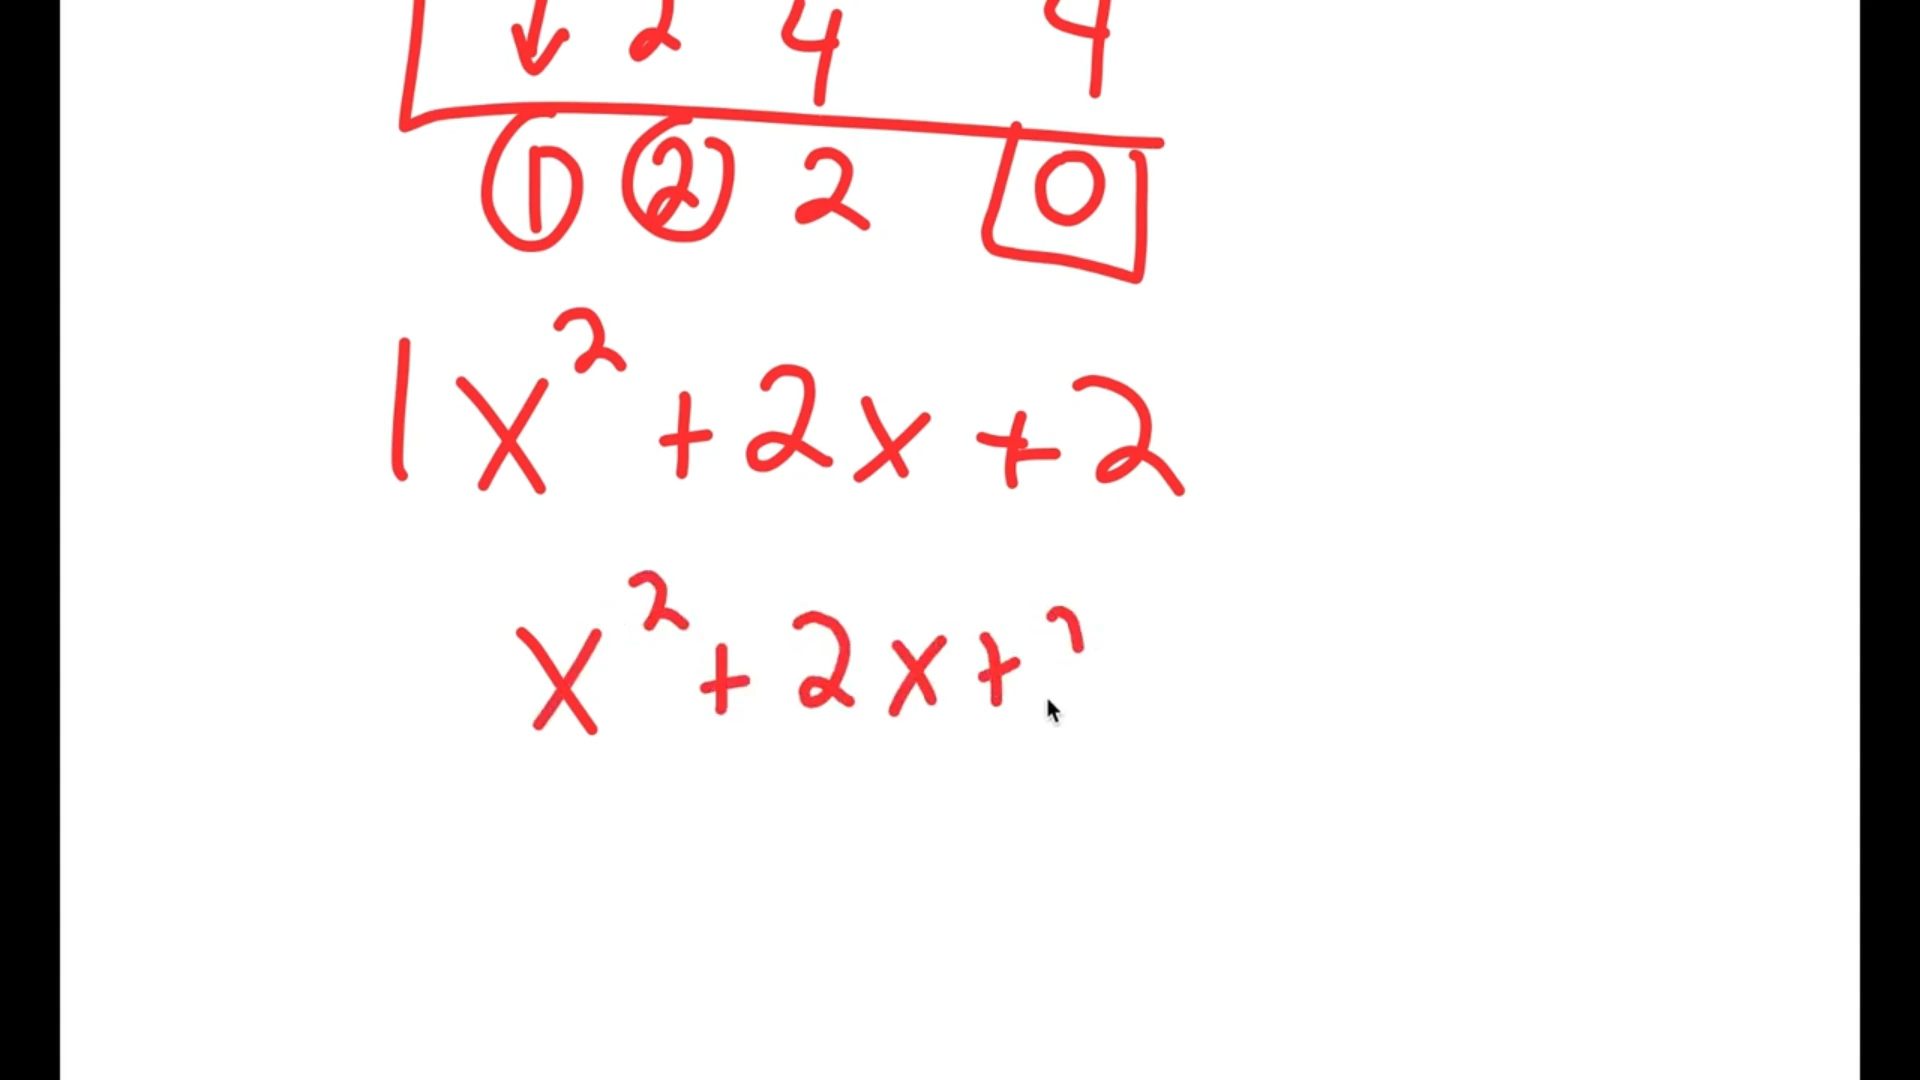 2 4 4
1 2 2 0
1x² + 2x + 2
x² + 2x +